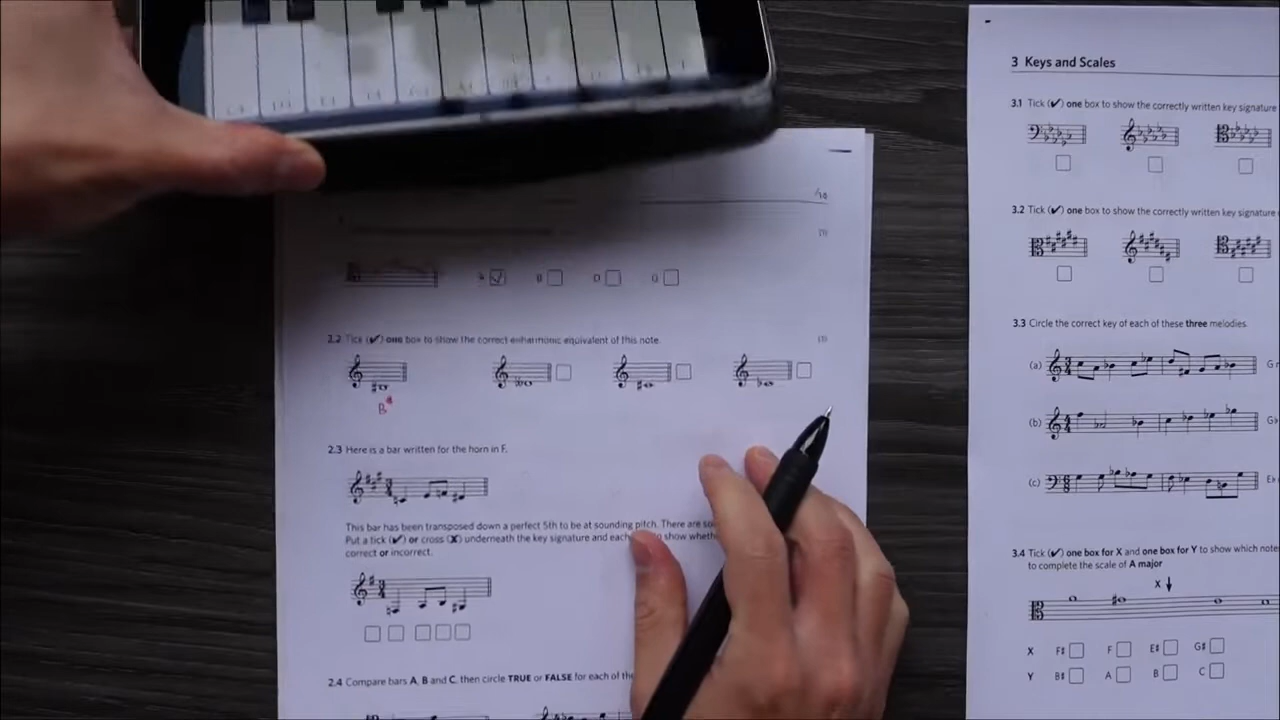 /10
(1)
A B D G
2.2 Tick (✔) one box to show the correct enharmonic equivalent of this note. (1)
B#
2.3 Here is a bar written for the horn in F.
This bar has been transposed down a perfect 5th to be at sounding pitch. There are so
Put a tick (✔) or cross (✘) underneath the key signature and each to show wheth
correct or incorrect.
2.4 Compare bars A, B and C, then circle TRUE or FALSE for each of the
3 Keys and Scales
3.1 Tick (✔) one box to show the correctly written key signature
3.2 Tick (✔) one box to show the correctly written key signature
3.3 Circle the correct key of each of these three melodies.
(a)
(b)
(c)
3.4 Tick (✔) one box for X and one box for Y to show which note
to complete the scale of A major
X
X F♯ F E♯ G♯
Y B♯ A B C